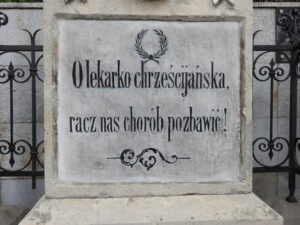 O lekarko chrześcijańska,
racz nas chorób pozbawić!